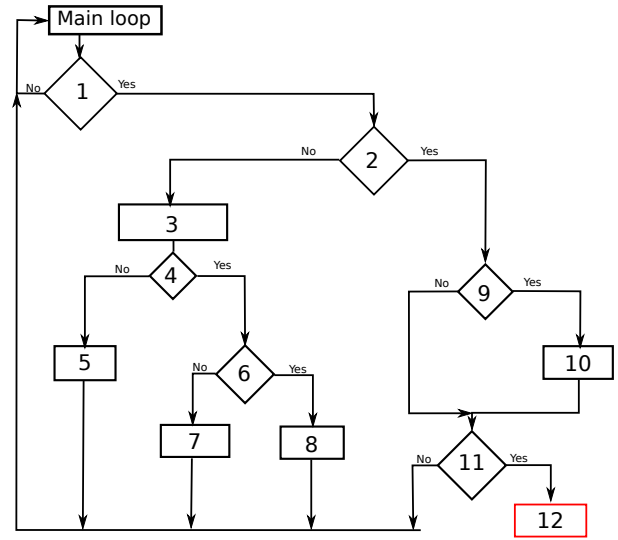 Main loop
No
1
Yes
No
2
Yes
3
No
4
Yes
No
9
Yes
5
No
6
Yes
10
7
8
No
11
Yes
12